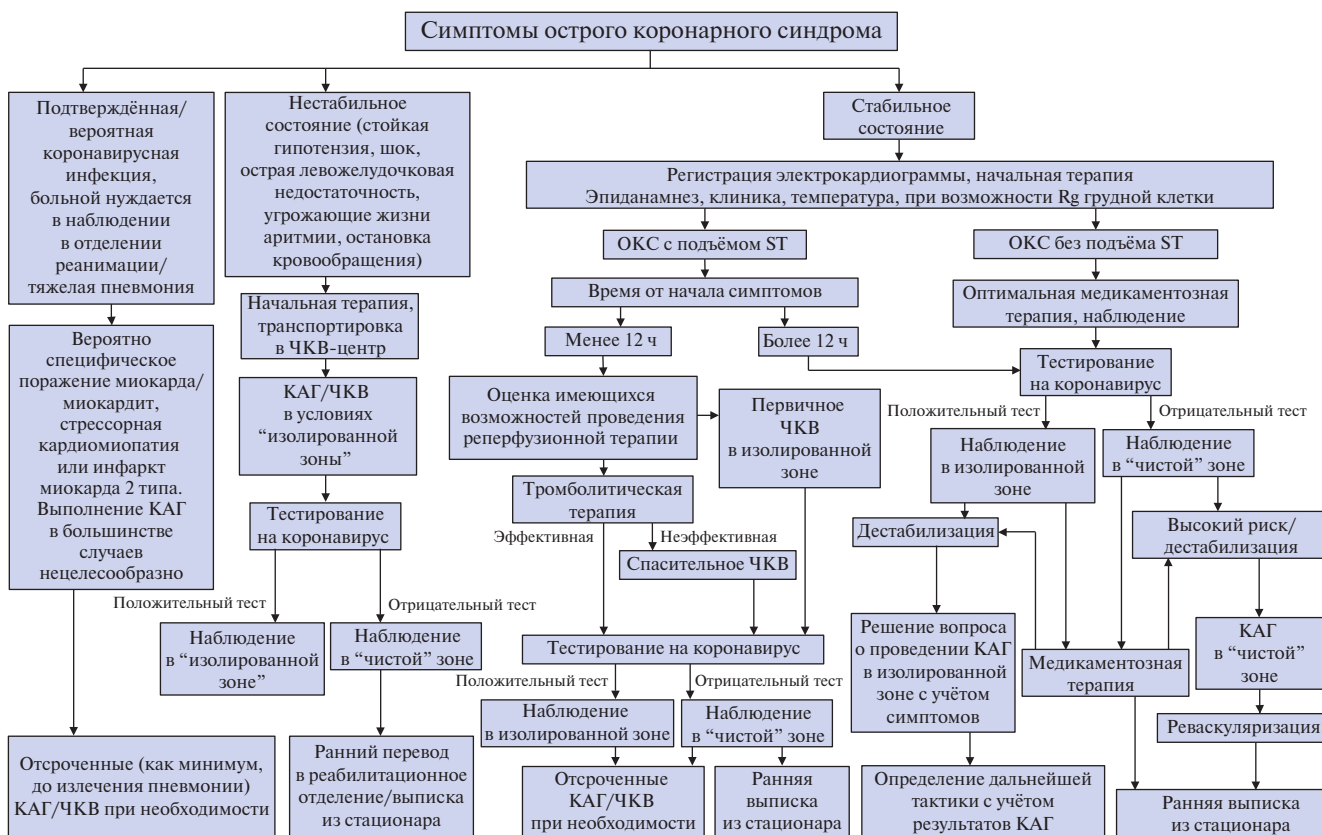 Симптомы острого коронарного синдрома
Подтверждённая/
вероятная
коронавирусная
инфекция,
больной нуждается
в наблюдении
в отделении
реанимации/
тяжелая пневмония
Вероятно
специфическое
поражение миокарда/
миокардит,
стрессорная
кардиомиопатия
или инфаркт
миокарда 2 типа.
Выполнение КАГ
в большинстве
случаев
нецелесообразно
Отсроченные (как минимум,
до излечения пневмонии)
КАГ/ЧКВ при необходимости
Нестабильное
состояние (стойкая
гипотензия, шок,
острая левожелудочковая
недостаточность,
угрожающие жизни
аритмии, остановка
кровообращения)
Начальная терапия,
транспортировка
в ЧКВ-центр
КАГ/ЧКВ
в условиях
“изолированной
зоны”
Тестирование
на коронавирус
Положительный тест
Отрицательный тест
Наблюдение
в “изолированной
зоне”
Наблюдение
в “чистой” зоне
Ранний перевод
в реабилитационное
отделение/выписка
из стационара
Стабильное
состояние
Регистрация электрокардиограммы, начальная терапия
Эпиданамнез, клиника, температура, при возможности Rg грудной клетки
ОКС с подъёмом ST
Время от начала симптомов
Менее 12 ч
Более 12 ч
Оценка имеющихся
возможностей проведения
реперфузионной терапии
Первичное
ЧКВ
в изолированной
зоне
Тромболитическая
терапия
Эффективная
Неэффективная
Спасительное ЧКВ
Тестирование на коронавирус
Положительный тест
Отрицательный тест
Наблюдение
в изолированной зоне
Наблюдение
в “чистой” зоне
Отсроченные
КАГ/ЧКВ
при необходимости
Ранняя
выписка
из стационара
ОКС без подъёма ST
Оптимальная медикаментозная
терапия, наблюдение
Тестирование
на коронавирус
Положительный тест
Отрицательный тест
Наблюдение
в изолированной
зоне
Наблюдение
в “чистой” зоне
Дестабилизация
Высокий риск/
дестабилизация
Решение вопроса
о проведении КАГ
в изолированной
зоне с учётом
симптомов
Медикаментозная
терапия
КАГ
в “чистой”
зоне
Реваскуляризация
Определение дальнейшей
тактики с учётом
результатов КАГ
Ранняя выписка
из стационара